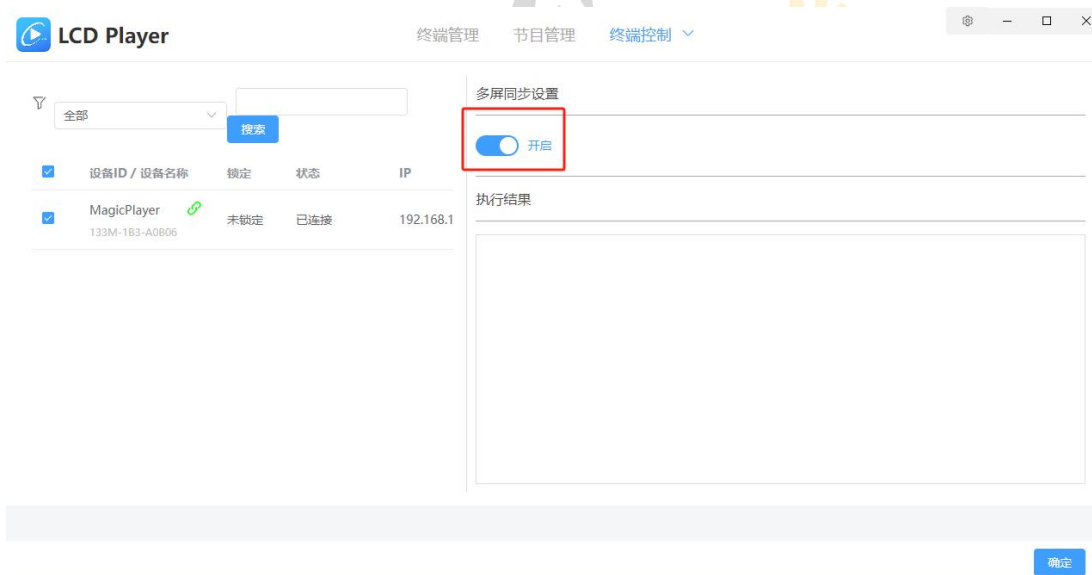 LCD Player
终端管理 节目管理 终端控制
全部
搜索
设备ID / 设备名称 锁定 状态 IP
MagicPlayer 未锁定 已连接 192.168.1
133M-1B3-A0B06
多屏同步设置
开启
执行结果
确定